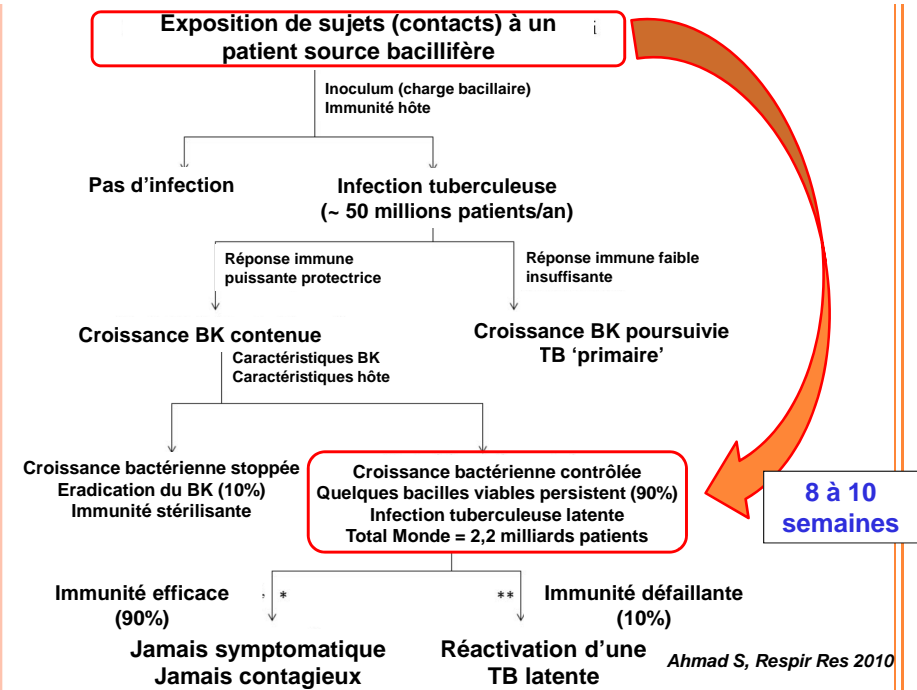 Exposition de sujets (contacts) à un
patient source bacillifère
Inoculum (charge bacillaire)
Immunité hôte
Pas d'infection
Infection tuberculeuse
(~ 50 millions patients/an)
Réponse immune
puissante protectrice
Réponse immune faible
insuffisante
Croissance BK contenue
Croissance BK poursuivie
TB 'primaire'
Caractéristiques BK
Caractéristiques hôte
Croissance bactérienne stoppée
Eradication du BK (10%)
Immunité stérilisante
Croissance bactérienne contrôlée
Quelques bacilles viables persistent (90%)
Infection tuberculeuse latente
Total Monde = 2,2 milliards patients
8 à 10
semaines
Immunité efficace
(90%)
*
**
Immunité défaillante
(10%)
Jamais symptomatique
Jamais contagieux
Réactivation d'une
TB latente
Ahmad S, Respir Res 2010